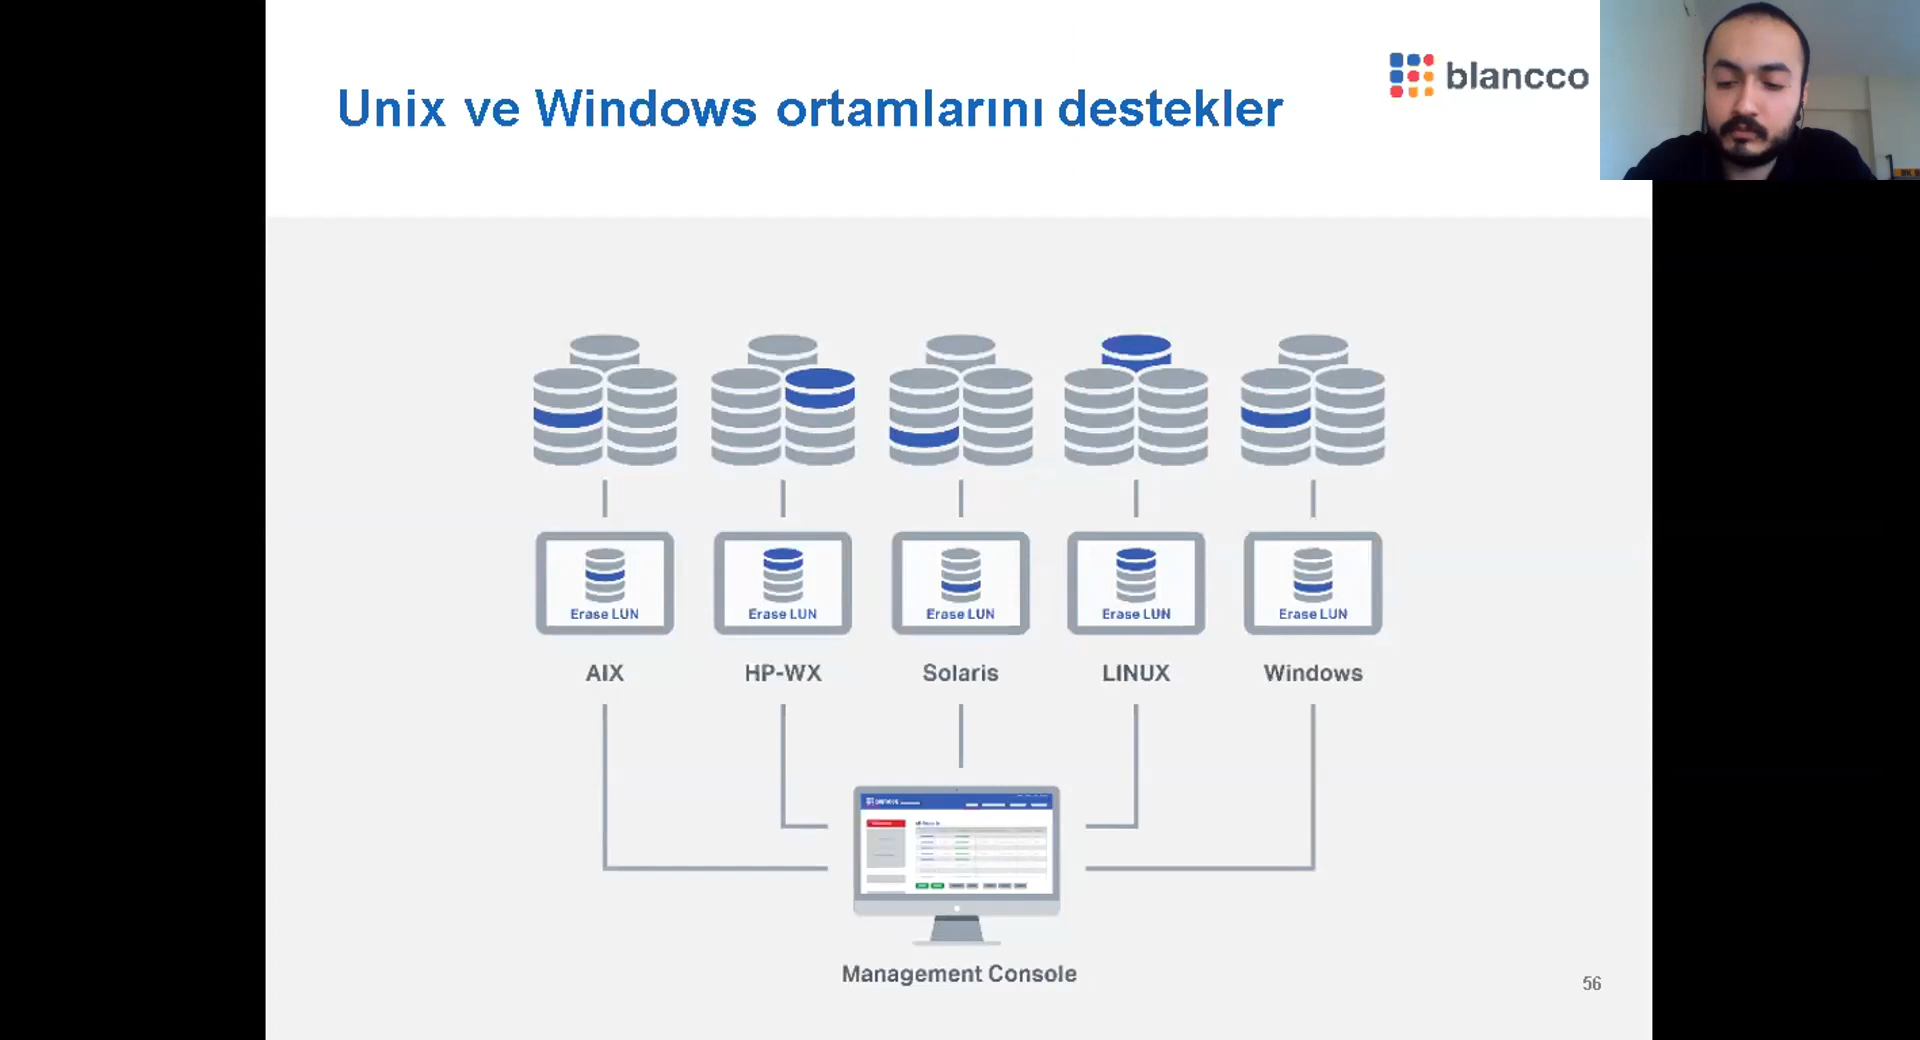 Unix ve Windows ortamlarını destekler
blancco
Erase LUN Erase LUN Erase LUN Erase LUN Erase LUN
AIX HP-WX Solaris LINUX Windows
Management Console
56